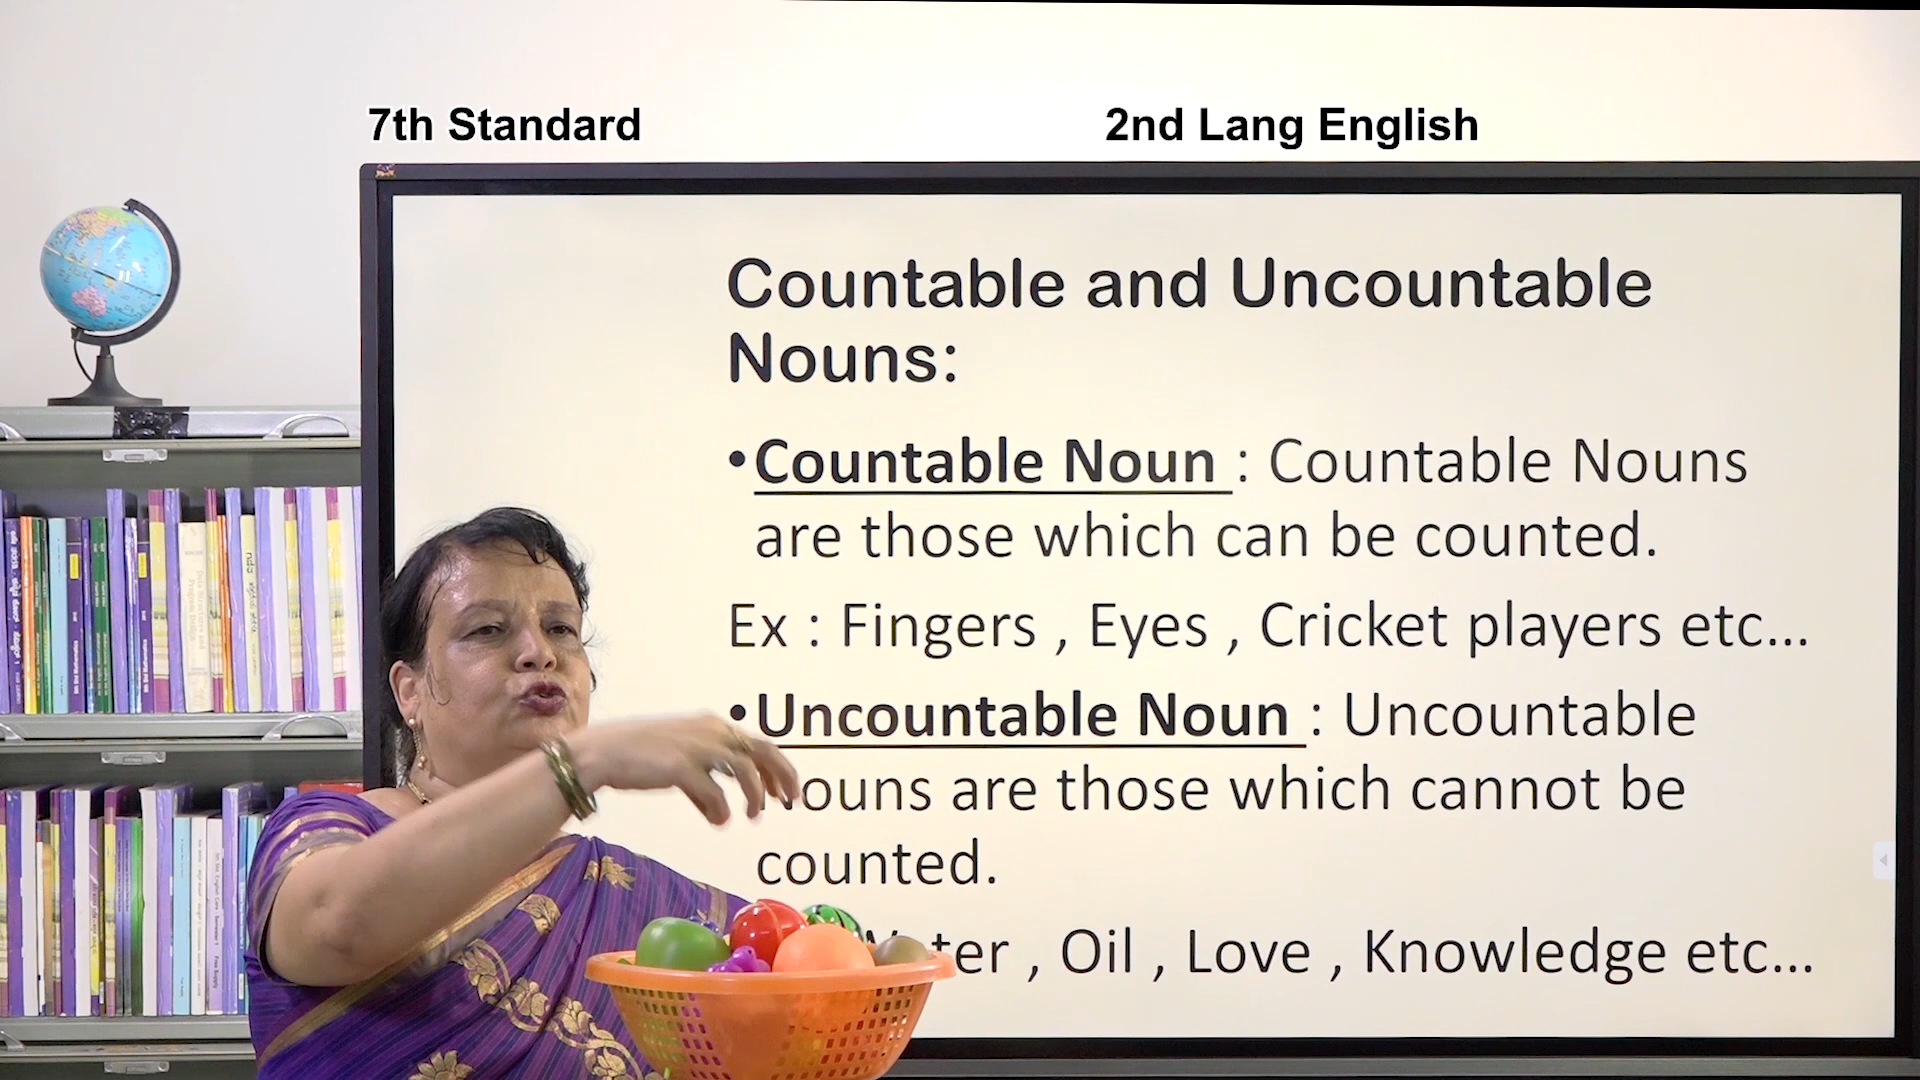 7th Standard
2nd Lang English
Countable and Uncountable
Nouns:
•Countable Noun : Countable Nouns
are those which can be counted.
Ex : Fingers , Eyes , Cricket players etc...
•Uncountable Noun : Uncountable
Nouns are those which cannot be
counted.
, Oil , Love , Knowledge etc...